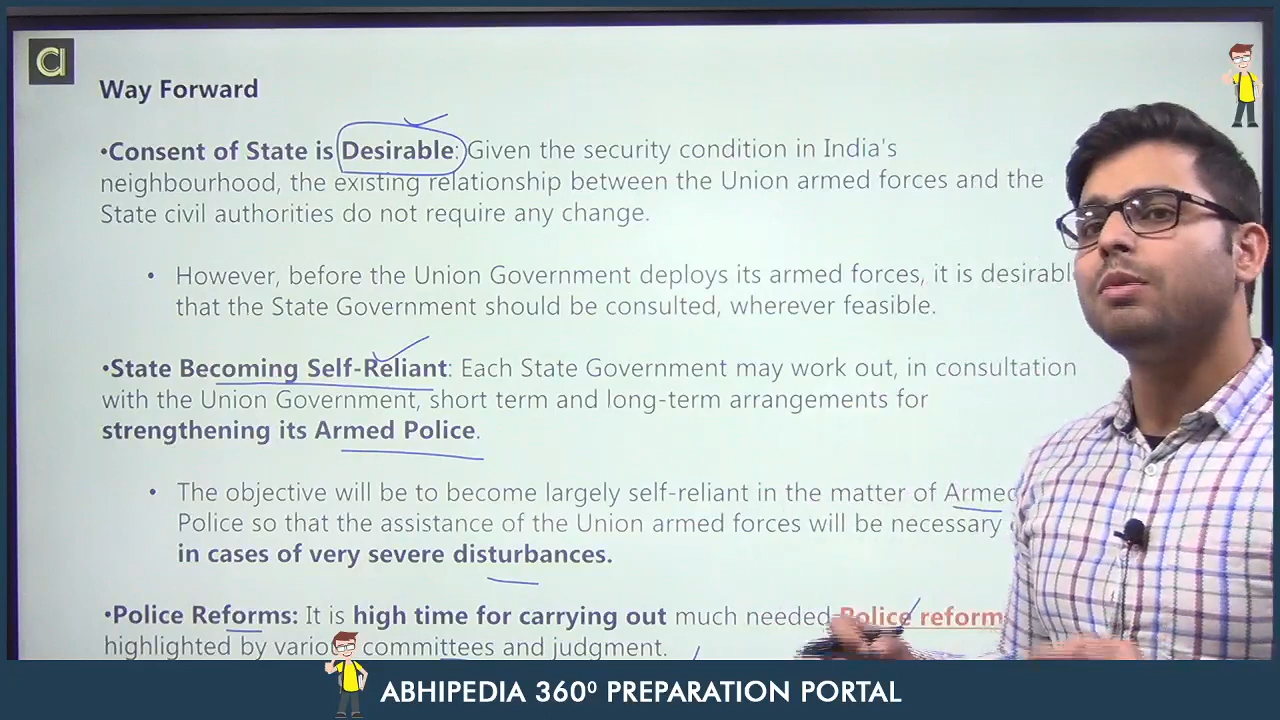 Way Forward
•Consent of State is Desirable: Given the security condition in India's
neighbourhood, the existing relationship between the Union armed forces and the
State civil authorities do not require any change.
• However, before the Union Government deploys its armed forces, it is desirable
that the State Government should be consulted, wherever feasible.
•State Becoming Self-Reliant: Each State Government may work out, in consultation
with the Union Government, short term and long-term arrangements for
strengthening its Armed Police.
• The objective will be to become largely self-reliant in the matter of Armed
Police so that the assistance of the Union armed forces will be necessary
in cases of very severe disturbances.
•Police Reforms: It is high time for carrying out much needed Police reform
highlighted by various committees and judgment.
ABHIPEDIA 360⁰ PREPARATION PORTAL